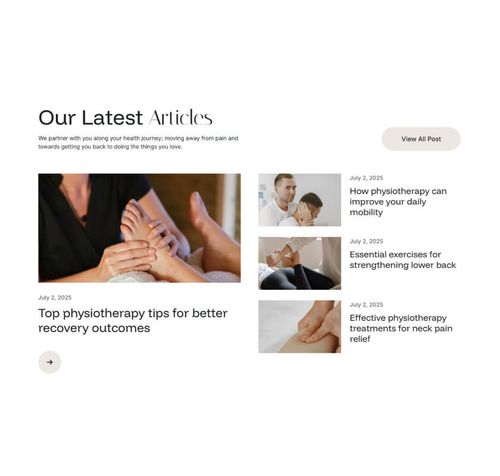 Our Latest Articles
We partner with you along your health journey; moving away from pain and
towards getting you back to doing the things you love.
View All Post
July 2, 2025
Top physiotherapy tips for better
recovery outcomes
July 2, 2025
How physiotherapy can
improve your daily
mobility
July 2, 2025
Essential exercises for
strengthening lower back
July 2, 2025
Effective physiotherapy
treatments for neck pain
relief